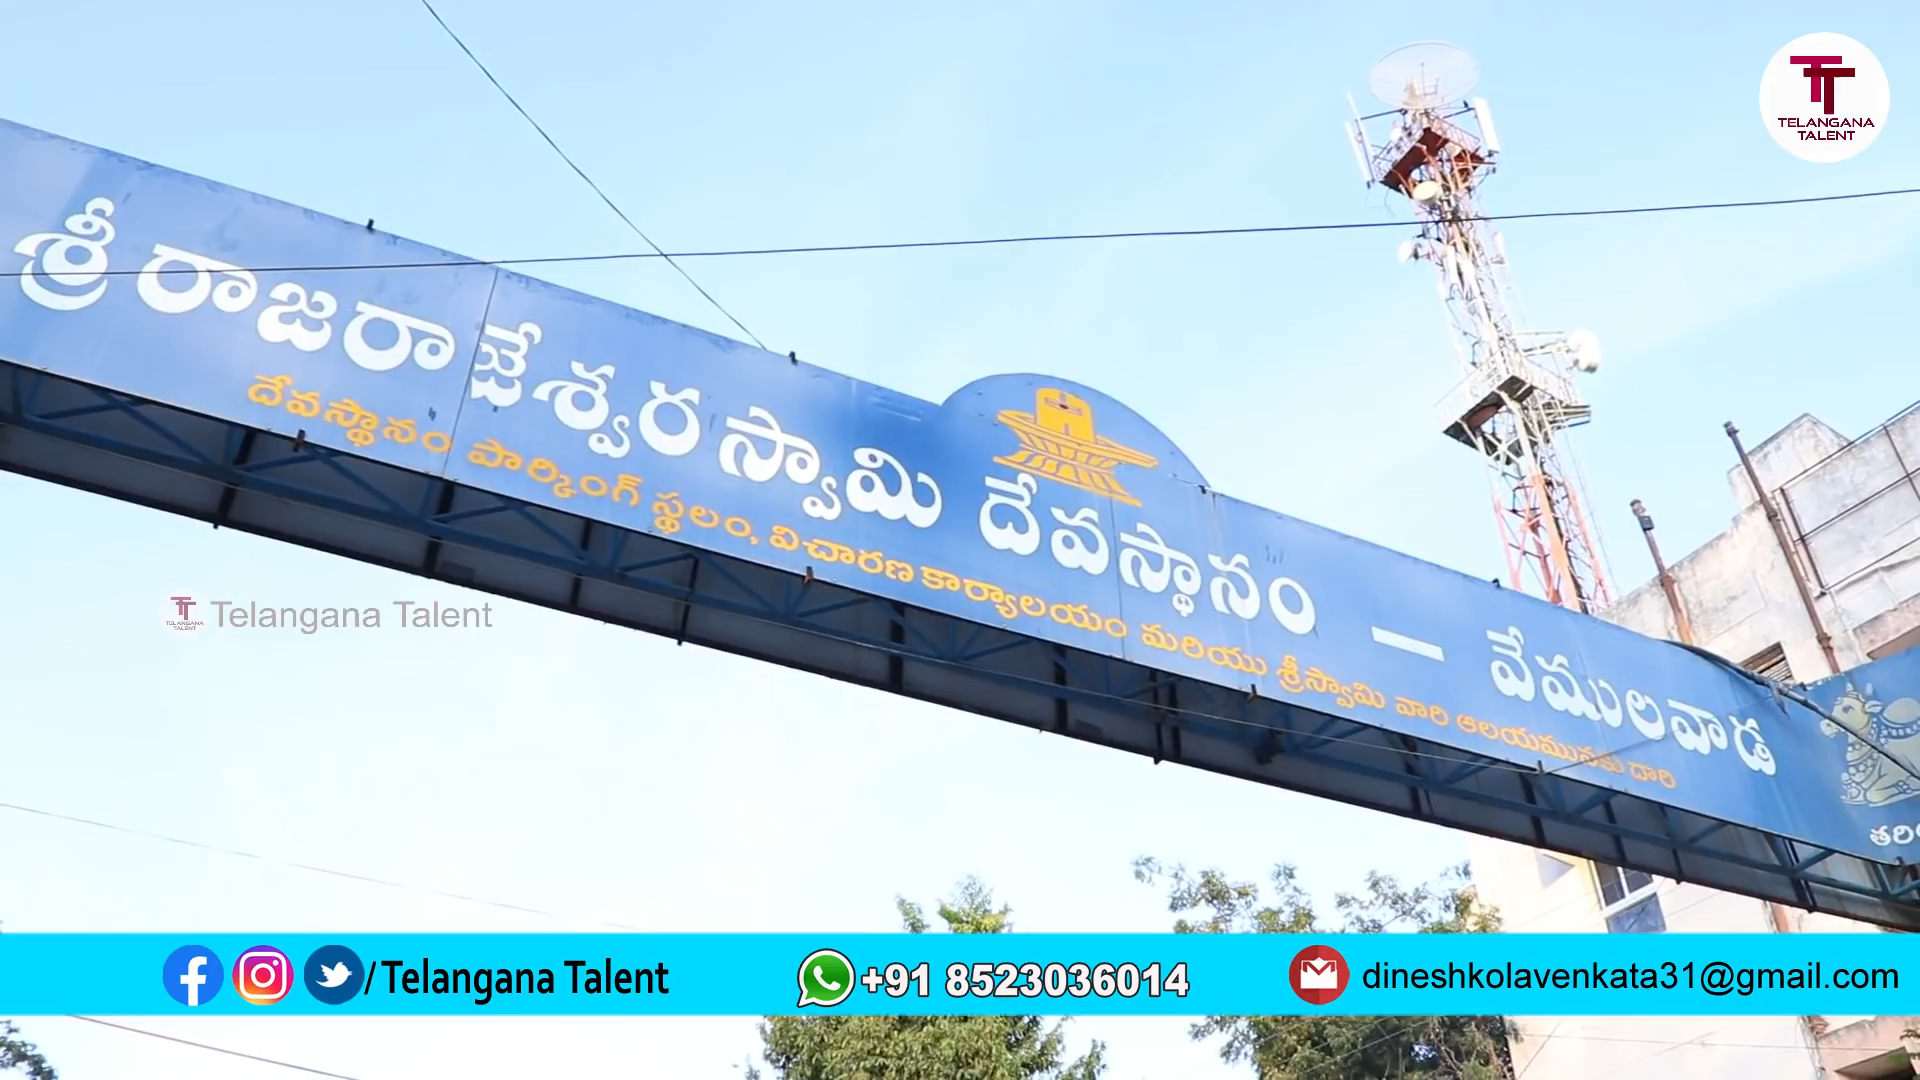 TELANGANA
TALENT
శ్రీ రాజరాజేశ్వర స్వామి దేవస్థానం – వేములవాడ
దేవస్థానం పార్కింగ్ స్థలం, విచారణ కార్యాలయం మరియు శ్రీస్వామి వారి ఆలయమునకు దారి
Telangana Talent
/Telangana Talent
+91 8523036014
dineshkolavenkata31@gmail.com